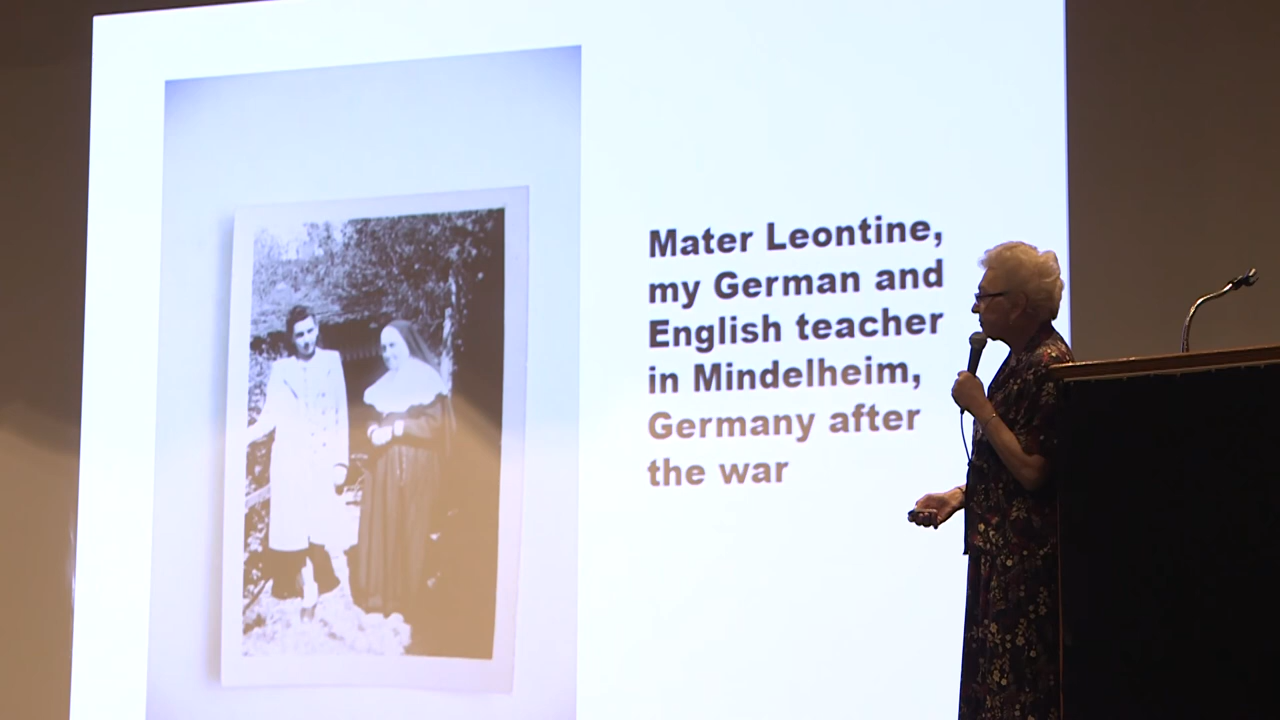 Mater Leontine,
my German and
English teacher
in Mindelheim,
Germany after
the war